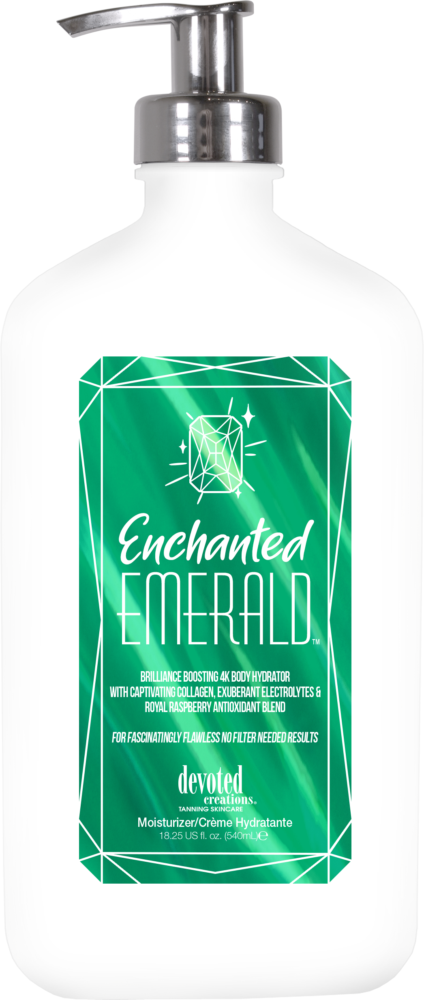 Enchanted
EMERALD™
BRILLIANCE BOOSTING 4K BODY HYDRATOR
WITH CAPTIVATING COLLAGEN, EXUBERANT ELECTROLYTES &
ROYAL RASPBERRY ANTIOXIDANT BLEND
FOR FASCINATINGLY FLAWLESS NO FILTER NEEDED RESULTS
devoted
creations®
TANNING SKINCARE
Moisturizer/Crème Hydratante
18.25 US fl. oz. (540mL)℮